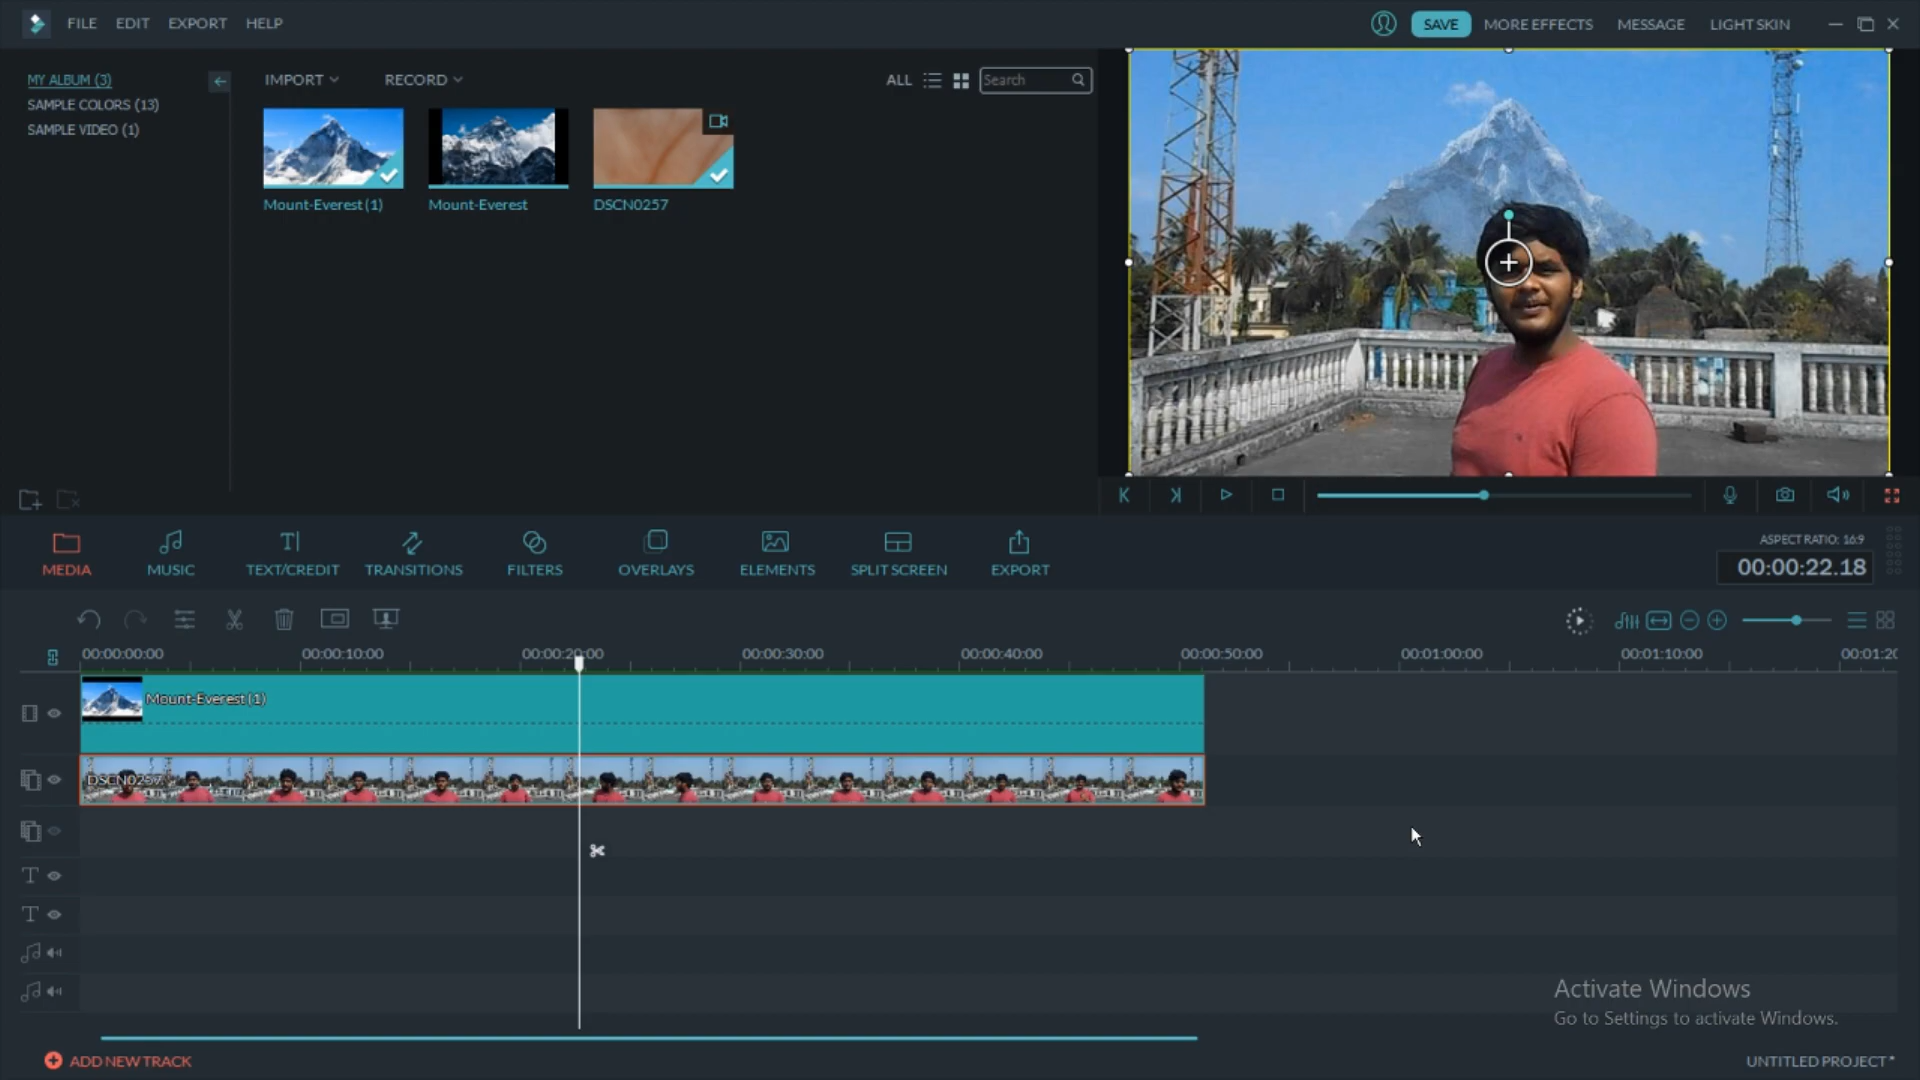 FILE EDIT EXPORT HELP
SAVE MORE EFFECTS MESSAGE LIGHT SKIN
MY ALBUM (3)
SAMPLE COLORS (13)
SAMPLE VIDEO (1)
IMPORT RECORD ALL Search
Mount-Everest (1) Mount-Everest DSCN0257
MEDIA MUSIC TEXT/CREDIT TRANSITIONS FILTERS OVERLAYS ELEMENTS SPLIT SCREEN EXPORT
ASPECT RATIO: 16:9
00:00:22.18
00:00:00:00 00:00:10:00 00:00:20:00 00:00:30:00 00:00:40:00 00:00:50:00 00:01:00:00 00:01:10:00 00:01:20
Mount-Everest (1)
DSCN0257
Activate Windows
Go to Settings to activate Windows.
ADD NEW TRACK
UNTITLED PROJECT*